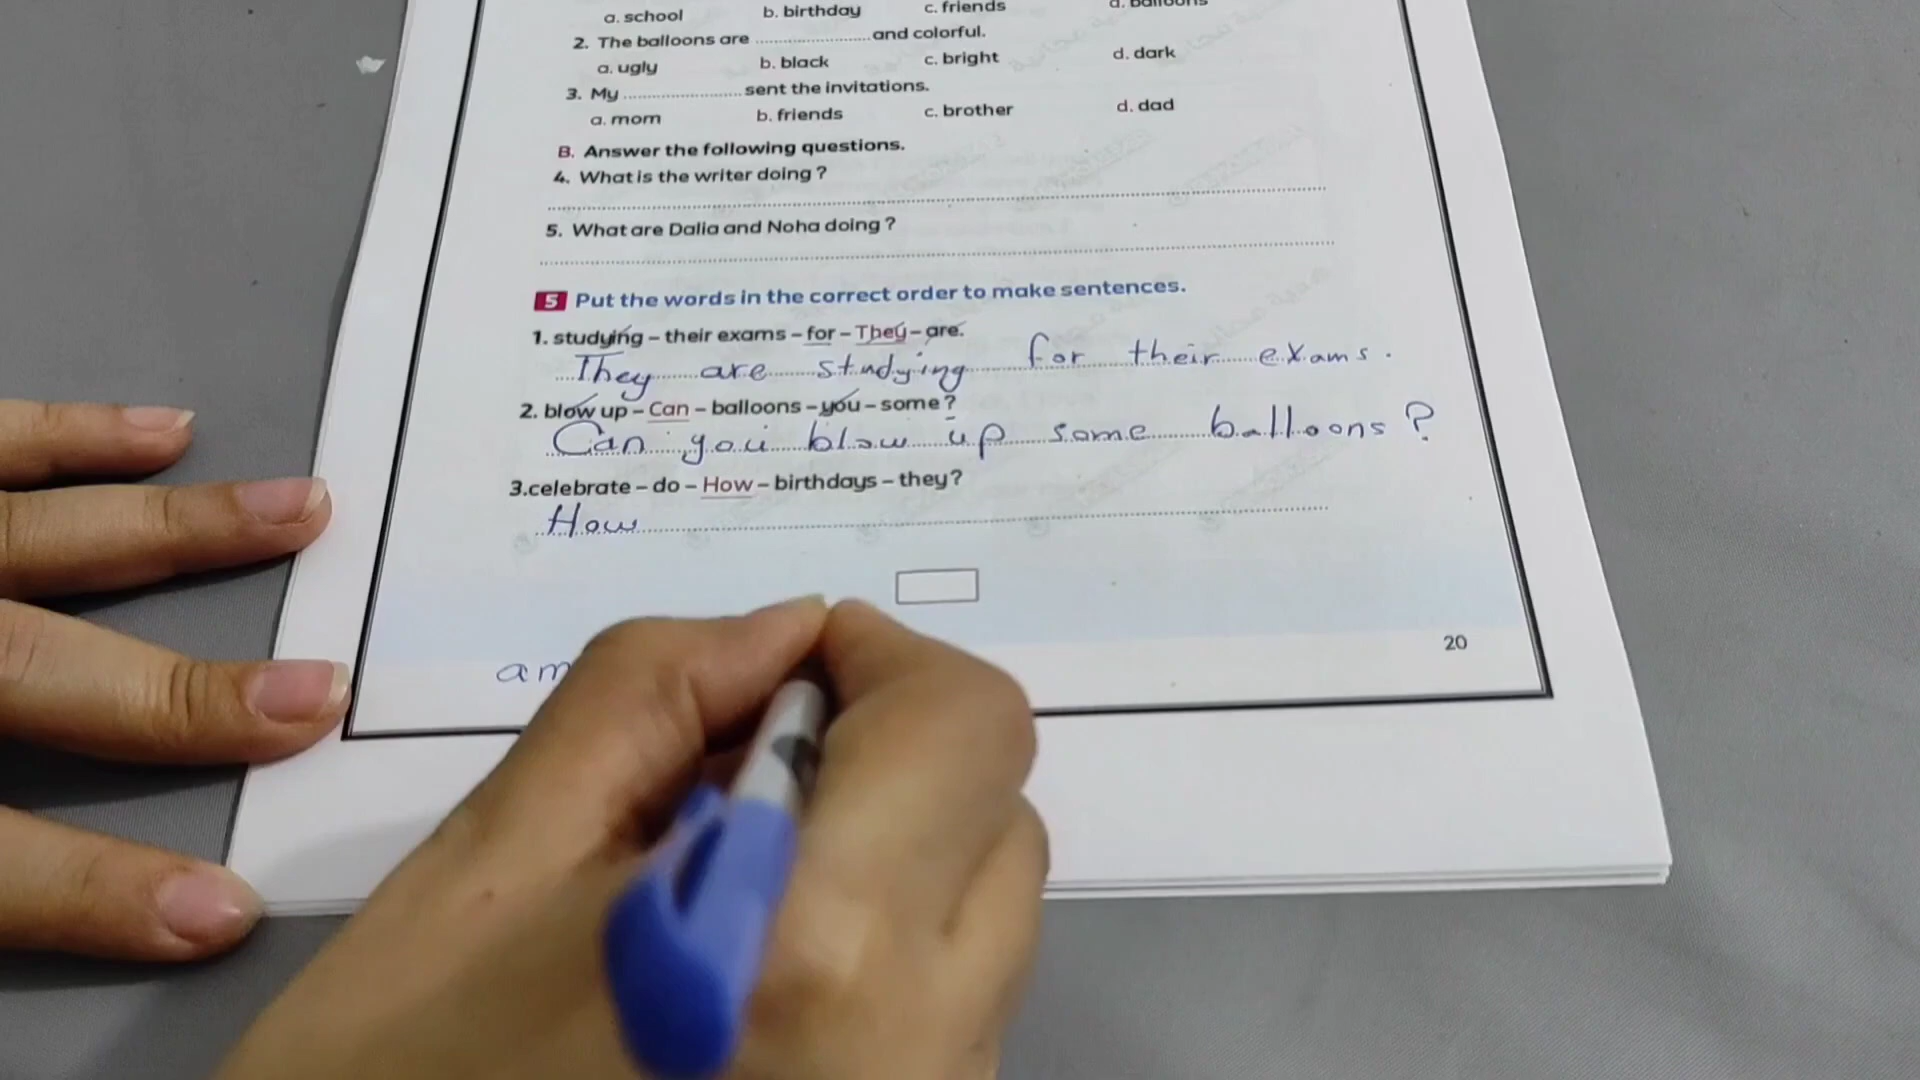 a. school b. birthday c. friends d. balloons
2. The balloons are ........................ and colorful.
a. ugly b. black c. bright d. dark
3. My ........................ sent the invitations.
a. mom b. friends c. brother d. dad
B. Answer the following questions.
4. What is the writer doing ?
5. What are Dalia and Noha doing ?
5 Put the words in the correct order to make sentences.
1. studying – their exams – for – They – are.
They are studying for their exams.
2. blow up – Can – balloons – you – some ?
Can you blow up some balloons ?
3.celebrate – do – How – birthdays – they?
How
20
am